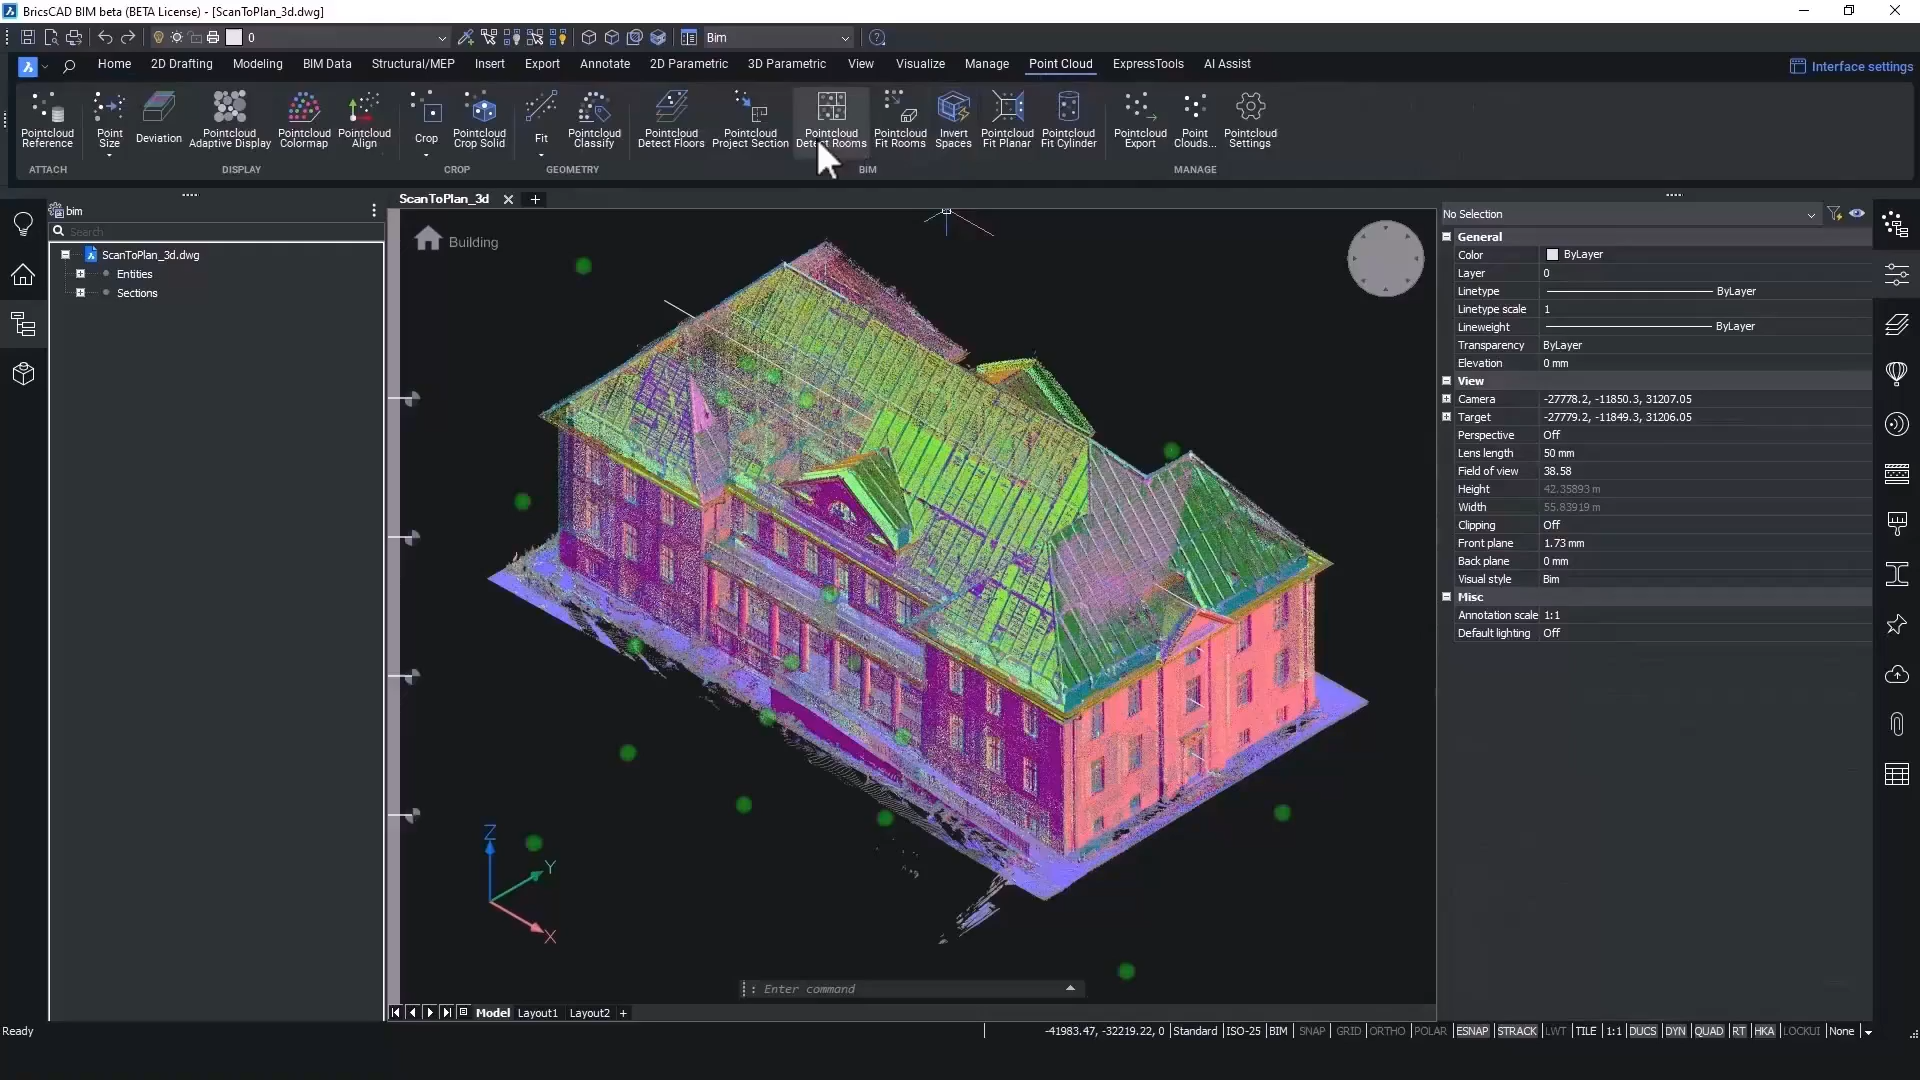 BricsCAD BIM beta (BETA License) - [ScanToPlan_3d.dwg]
0
Bim
Home 2D Drafting Modeling BIM Data Structural/MEP Insert Export Annotate 2D Parametric 3D Parametric View Visualize Manage Point Cloud ExpressTools AI Assist
Interface settings
Pointcloud Reference
Point Size
Deviation
Pointcloud Adaptive Display
Pointcloud Colormap
Pointcloud Align
Crop
Pointcloud Crop Solid
Fit
Pointcloud Classify
Pointcloud Detect Floors
Pointcloud Project Section
Pointcloud Detect Rooms
Pointcloud Fit Rooms
Invert Spaces
Pointcloud Fit Planar
Pointcloud Fit Cylinder
Pointcloud Export
Point Clouds...
Pointcloud Settings
ATTACH DISPLAY CROP GEOMETRY BIM MANAGE
bim
Search
ScanToPlan_3d.dwg
Entities
Sections
ScanToPlan_3d
Building
Z
Y
X
: Enter command
Model Layout1 Layout2 +
No Selection
General
Color ByLayer
Layer 0
Linetype ByLayer
Linetype scale 1
Lineweight ByLayer
Transparency ByLayer
Elevation 0 mm
View
Camera -27778.2, -11850.3, 31207.05
Target -27779.2, -11849.3, 31206.05
Perspective Off
Lens length 50 mm
Field of view 38.58
Height 42.35893 m
Width 55.83919 m
Clipping Off
Front plane 1.73 mm
Back plane 0 mm
Visual style Bim
Misc
Annotation scale 1:1
Default lighting Off
Ready
-41983.47, -32219.22, 0 Standard ISO-25 BIM SNAP GRID ORTHO POLAR ESNAP STRACK LWT TILE 1:1 DUCS DYN QUAD RT HKA LOCKUI None